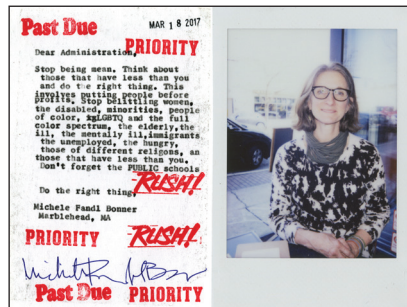 Past Due
MAR 18 2017
PRIORITY
Dear Administration,
Stop being mean. Think about
those that have less than you
and do the right thing. This
involves putting people before
profits. Stop belittling women,
the disabled, minorities, people
of color, LGBTQ and the full
color spectrum, the elderly, the
ill, the mentally ill, immigrants
the unemployed, the hungry,
those of different religons, an
those that have less than you.
Don't forget the PUBLIC schools
RUSH!
Do the right thing,
Michele Fandl Bonner
Marblehead, MA
RUSH!
PRIORITY
Past Due
PRIORITY